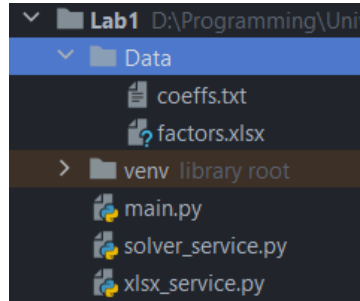 Lab1 D:\Programming\Uni
Data
coeffs.txt
factors.xlsx
venv library root
main.py
solver_service.py
xlsx_service.py